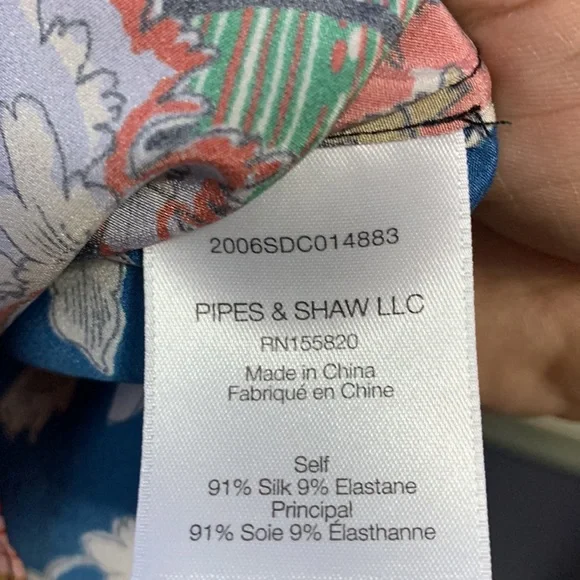 2006SDC014883
PIPES & SHAW LLC
RN155820
Made in China
Fabriqué en Chine
Self
91% Silk 9% Elastane
Principal
91% Soie 9% Élasthanne